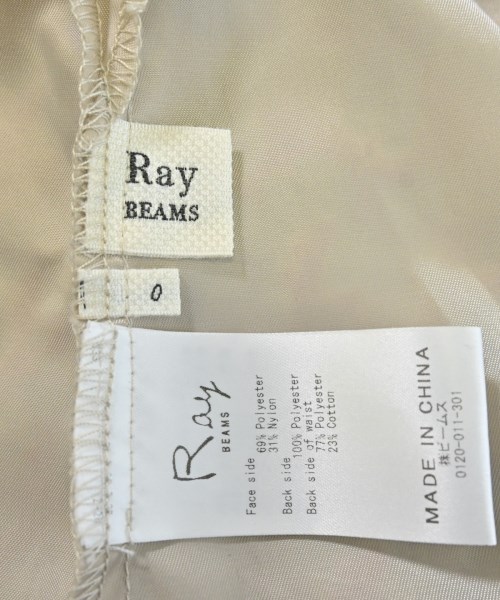 Ray
BEAMS
0
Ray
BEAMS
Face side 69% Polyester
31% Nylon
Back side 100% Polyester
Back side of waist
77% Polyester
23% Cotton
MADE IN CHINA
㈱ビームス
0120-011-301